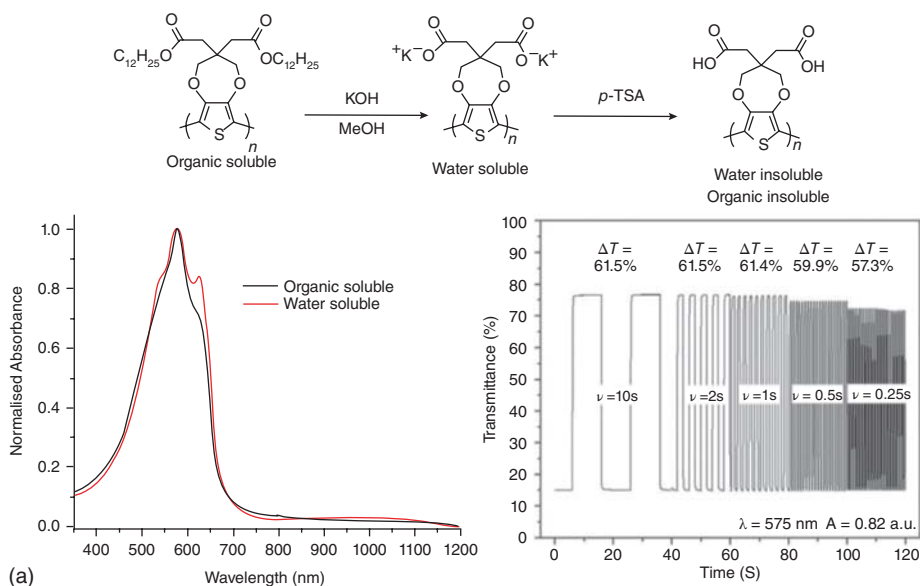 O O
O O
C12H25 C12H25
O O
S
n
Organic soluble
KOH
MeOH
+K−O O O−K+ O
O O
S
n
Water soluble
p-TSA
O O
OH OH
O O
S
n
Water insoluble
Organic insoluble
Normalised Absorbance
1.0
0.8
0.6
0.4
0.2
0.0
Organic soluble
Water soluble
400 500 600 700 800 900 1000 1100 1200
Wavelength (nm)
(a)
Transmittance (%)
100
90
80
70
60
50
40
30
20
10
ΔT = ΔT = ΔT = ΔT = ΔT =
61.5% 61.5% 61.4% 59.9% 57.3%
ν =10s ν =2s ν =1s ν = 0.5s ν = 0.25s
λ = 575 nm A = 0.82 a.u.
0 20 40 60 80 100 120
Time (S)